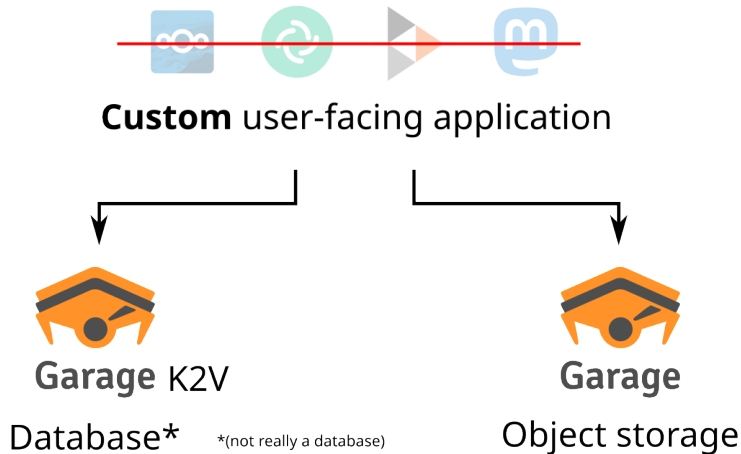 Custom user-facing application
Garage K2V
Garage
Database* *(not really a database)
Object storage